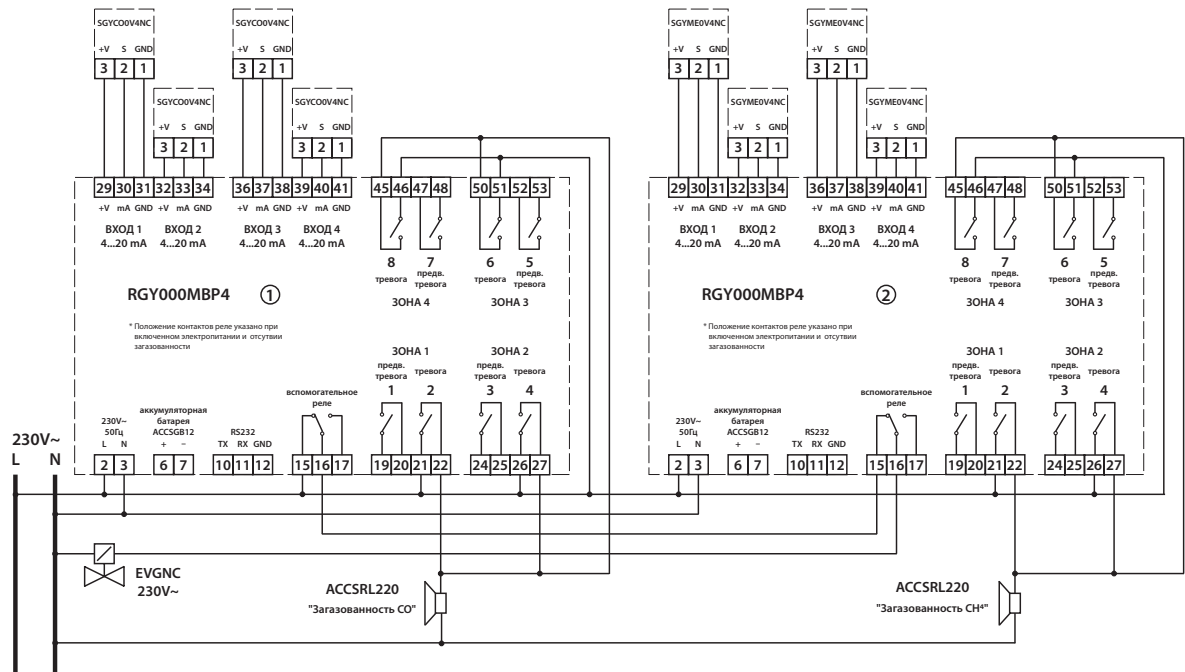 SGYCO0V4NC SGYCO0V4NC SGYME0V4NC SGYME0V4NC
+V S GND +V S GND +V S GND +V S GND
3 2 1 3 2 1 3 2 1 3 2 1
SGYCO0V4NC SGYCO0V4NC SGYME0V4NC SGYME0V4NC
+V S GND +V S GND +V S GND +V S GND
3 2 1 3 2 1 3 2 1 3 2 1
29 30 31 32 33 34 36 37 38 39 40 41 45 46 47 48 50 51 52 53
+V mA GND +V mA GND +V mA GND +V mA GND
ВХОД 1 ВХОД 2 ВХОД 3 ВХОД 4
4...20 mA 4...20 mA 4...20 mA 4...20 mA
8 7 6 5
тревога предв. тревога тревога предв. тревога
ЗОНА 4 ЗОНА 3
RGY000MBP4 1
* Положение контактов реле указано при
включенном электропитании и отсутвии
загазованности
ЗОНА 1 ЗОНА 2
предв. тревога тревога предв. тревога тревога
1 2 3 4
вспомогательное
реле
230V~
50Гц
L N
аккумуляторная
батарея
ACCSGB12
+ –
RS232
TX RX GND
2 3 6 7 10 11 12 15 16 17 19 20 21 22 24 25 26 27
29 30 31 32 33 34 36 37 38 39 40 41 45 46 47 48 50 51 52 53
+V mA GND +V mA GND +V mA GND +V mA GND
ВХОД 1 ВХОД 2 ВХОД 3 ВХОД 4
4...20 mA 4...20 mA 4...20 mA 4...20 mA
8 7 6 5
тревога предв. тревога тревога предв. тревога
ЗОНА 4 ЗОНА 3
RGY000MBP4 2
* Положение контактов реле указано при
включенном электропитании и отсутвии
загазованности
ЗОНА 1 ЗОНА 2
предв. тревога тревога предв. тревога тревога
1 2 3 4
вспомогательное
реле
230V~
50Гц
L N
аккумуляторная
батарея
ACCSGB12
+ –
RS232
TX RX GND
2 3 6 7 10 11 12 15 16 17 19 20 21 22 24 25 26 27
230V~
L N
EVGNC
230V~
ACCSRL220
"Загазованность CO"
ACCSRL220
"Загазованность CH⁴"